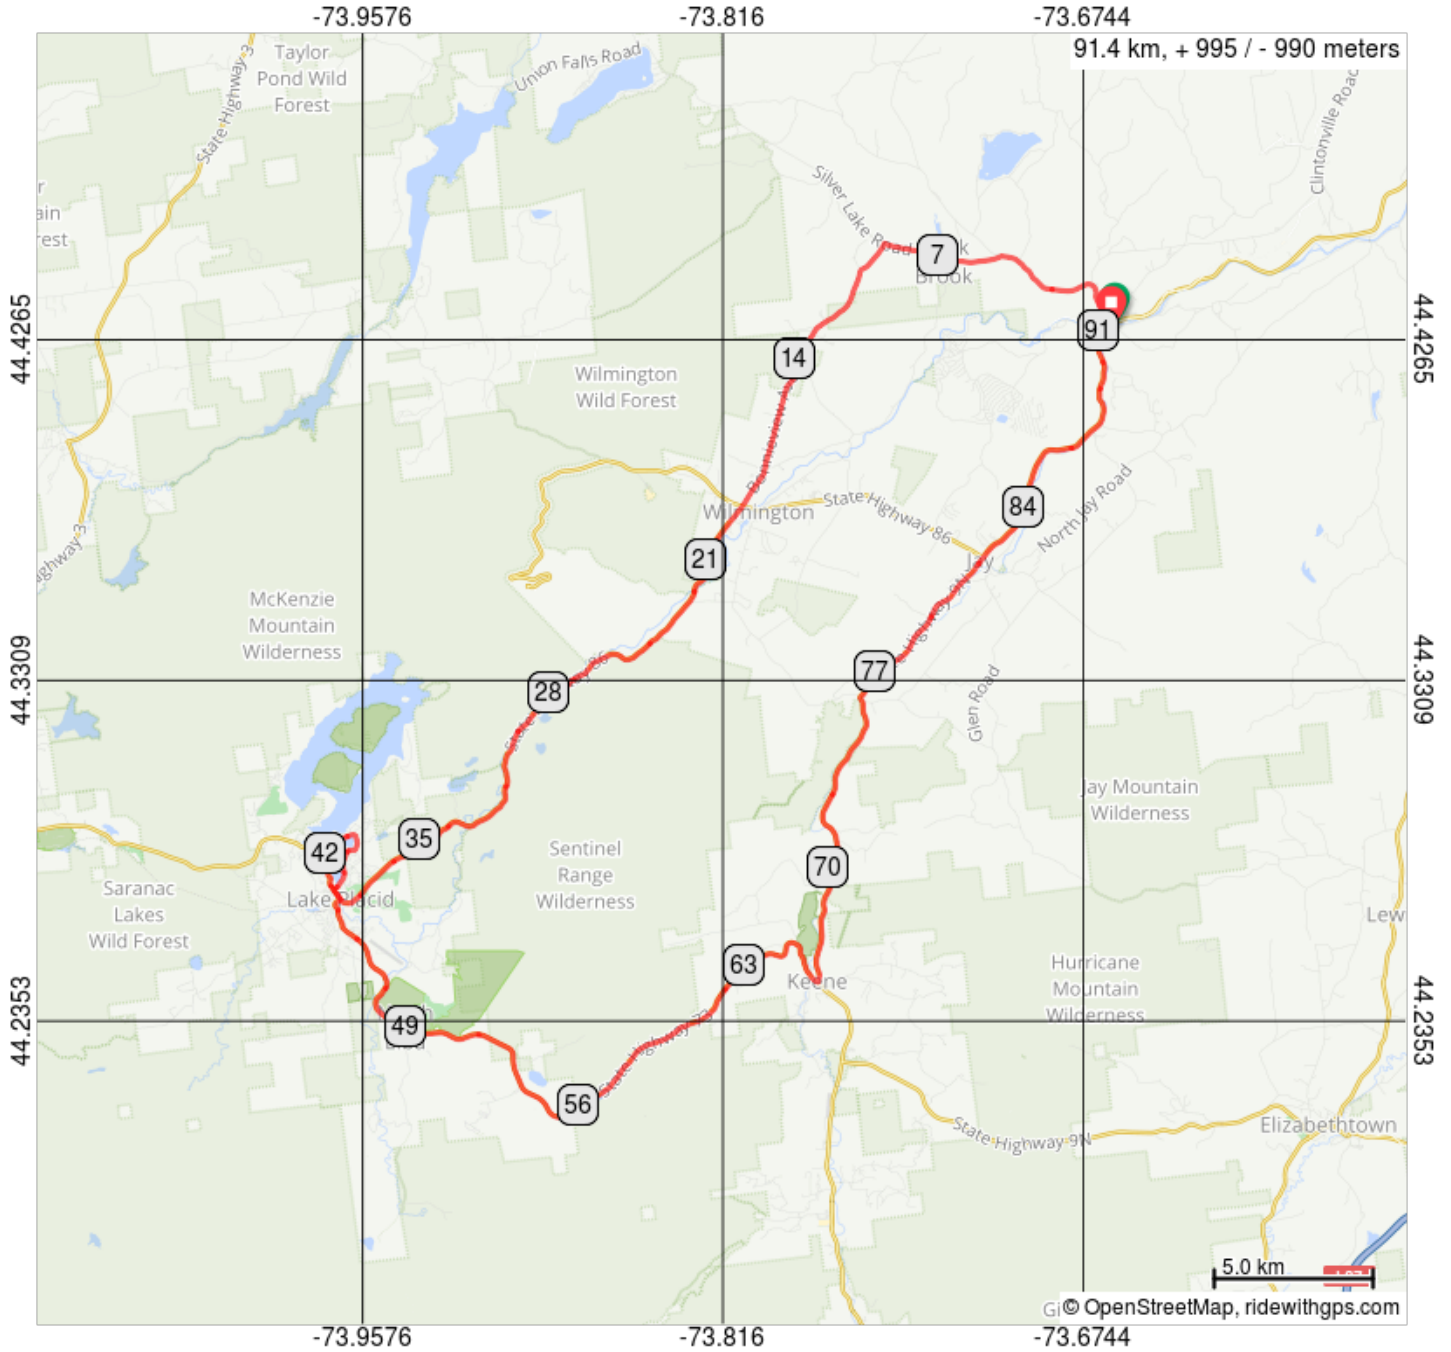 -73.9576
-73.816
-73.6744
91.4 km, + 995 / - 990 meters
Taylor
Pond Wild
Forest
Union Falls Road
State Highway 3
Clintonville Road
Silver Lake Road
7
Brook
91
44.4265
44.4265
14
Wilmington
Wild Forest
Wilmington
State Highway 86
84
North Jay Road
21
Jay
McKenzie
Mountain
Wilderness
Highway 9N
77
44.3309
44.3309
28
State
Glen Road
Jay Mountain
Wilderness
35
42
Sentinel
Range
Wilderness
70
Saranac
Lakes
Wild Forest
Lake Placid
63
Keene
Hurricane
Mountain
Wilderness
44.2353
44.2353
49
56
State Highway 73
State Highway 9N
Elizabethtown
5.0 km
© OpenStreetMap, ridewithgps.com
-73.9576
-73.816
-73.6744